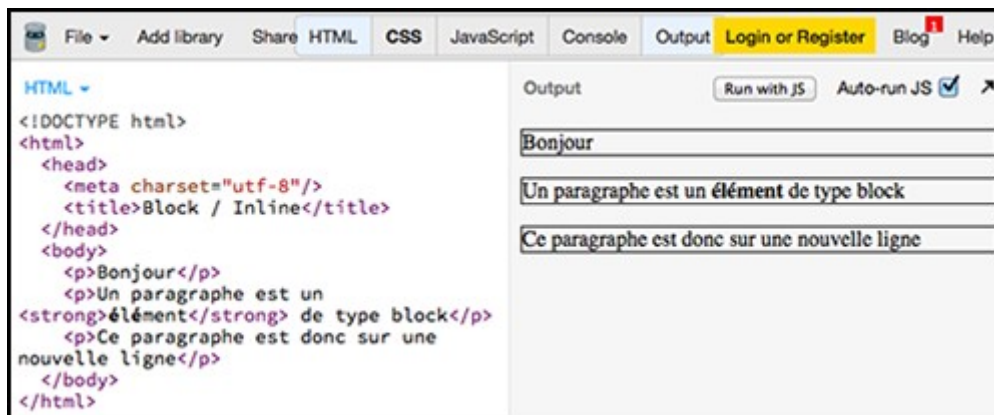 File Add library Share HTML CSS JavaScript Console Output Login or Register Blog 1 Help
HTML
<!DOCTYPE html>
<html>
<head>
<meta charset="utf-8"/>
<title>Block / Inline</title>
</head>
<body>
<p>Bonjour</p>
<p>Un paragraphe est un
<strong>élément</strong> de type block</p>
<p>Ce paragraphe est donc sur une
nouvelle ligne</p>
</body>
</html>
Output Run with JS Auto-run JS
Bonjour
Un paragraphe est un élément de type block
Ce paragraphe est donc sur une nouvelle ligne